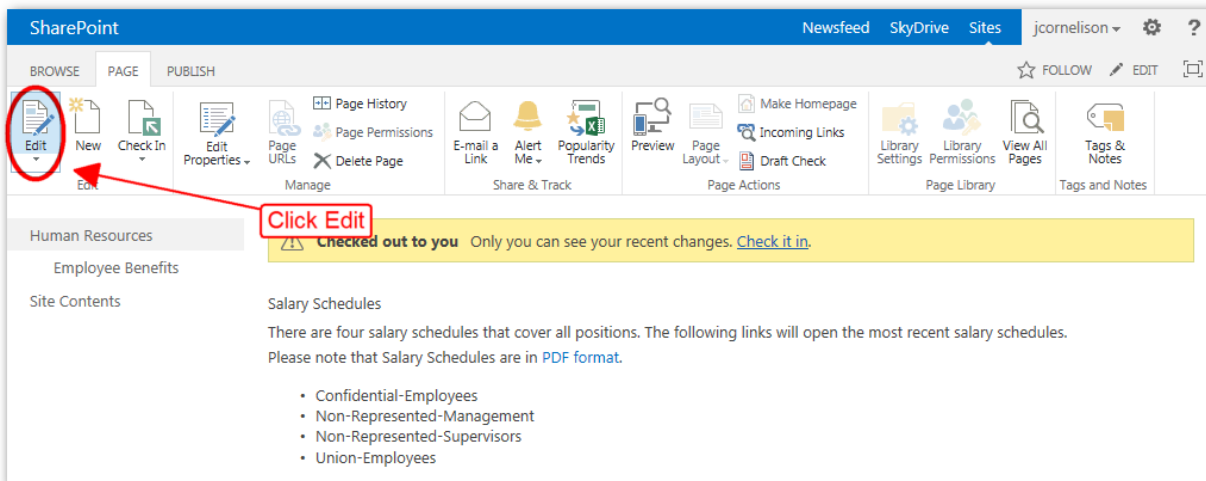 SharePoint Newsfeed SkyDrive Sites jcornelison ?
BROWSE PAGE PUBLISH FOLLOW EDIT
Edit
New
Check In
Edit
Properties
Page
URLs
Page History
Page Permissions
Delete Page
E-mail a
Link
Alert
Me
Popularity
Trends
Preview
Page
Layout
Make Homepage
Incoming Links
Draft Check
Library
Settings
Library
Permissions
View All
Pages
Tags &
Notes
Edit Manage Share & Track Page Actions Page Library Tags and Notes
Click Edit
Human Resources
Employee Benefits
Site Contents
Checked out to you Only you can see your recent changes. Check it in.
Salary Schedules
There are four salary schedules that cover all positions. The following links will open the most recent salary schedules.
Please note that Salary Schedules are in PDF format.
• Confidential-Employees
• Non-Represented-Management
• Non-Represented-Supervisors
• Union-Employees